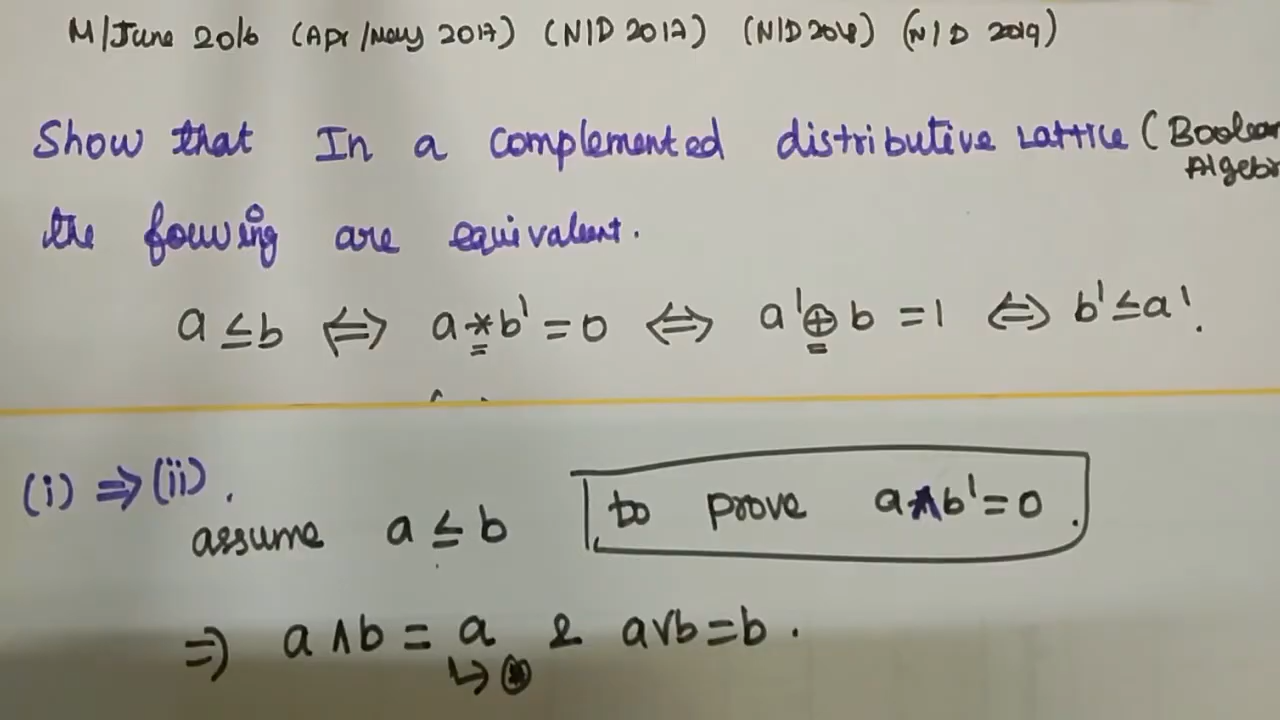 M/June 2016 (Apr/May 2017) (N/D 2017) (N/D 2018) (N/D 2019)
Show that In a complemented distributive Lattice (Boolean
Algebr
the fowing are equivalent.
a ≤ b ⇔ a * b' = 0 ⇔ a' ⊕ b = 1 ⇔ b' ≤ a'.
(i) ⇒ (ii).
assume a ≤ b to prove a ∧ b' = 0.
⇒ a ∧ b = a & a ∨ b = b.
↳ ⊛